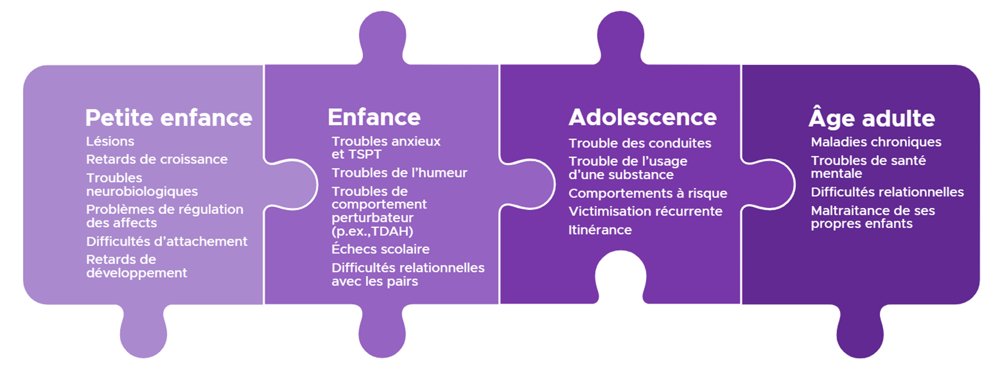 Petite enfance
Lésions
Retards de croissance
Troubles
neurobiologiques
Problèmes de régulation
des affects
Difficultés d'attachement
Retards de
développement
Enfance
Troubles anxieux
et TSPT
Troubles de l'humeur
Troubles de
comportement
perturbateur
(p.ex.,TDAH)
Échecs scolaire
Difficultés relationnelles
avec les pairs
Adolescence
Trouble des conduites
Trouble de l'usage
d'une substance
Comportements à risque
Victimisation récurrente
Itinérance
Âge adulte
Maladies chroniques
Troubles de santé
mentale
Difficultés relationnelles
Maltraitance de ses
propres enfants